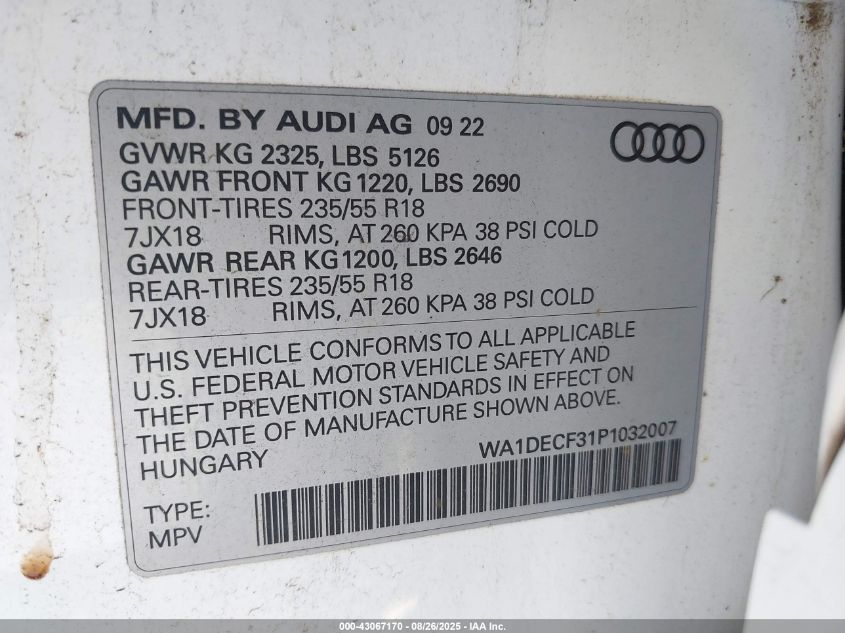 MFD. BY AUDI AG 09 22
GVWR KG 2325, LBS 5126
GAWR FRONT KG 1220, LBS 2690
FRONT-TIRES 235/55 R18
7JX18 RIMS, AT 260 KPA 38 PSI COLD
GAWR REAR KG 1200, LBS 2646
REAR-TIRES 235/55 R18
7JX18 RIMS, AT 260 KPA 38 PSI COLD
THIS VEHICLE CONFORMS TO ALL APPLICABLE
U.S. FEDERAL MOTOR VEHICLE SAFETY AND
THEFT PREVENTION STANDARDS IN EFFECT ON
THE DATE OF MANUFACTURE SHOWN ABOVE.
HUNGARY WA1DECF31P1032007
TYPE:
MPV
000-43067170 - 08/26/2025 - IAA Inc.